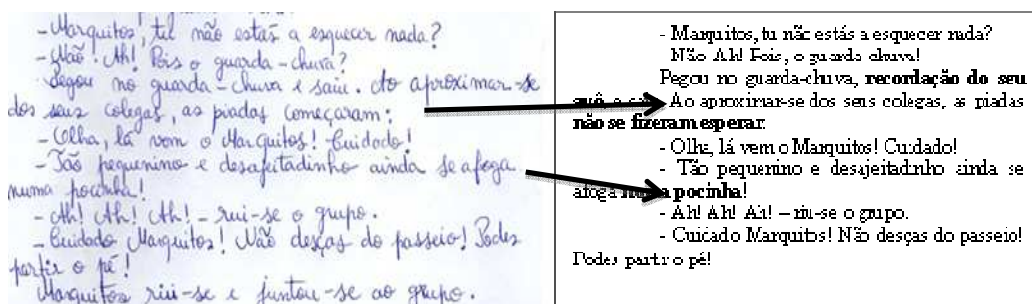 - Marquitos, tu não estás a esquecer nada?
- Não! Ah! Pois o guarda-chuva?
Pegou no guarda-chuva e saiu. Ao aproximar-se
dos seus colegas, as piadas começaram:
- Olha, lá vem o Marquitos! Cuidado!
- Tão pequenino e desafeitadinho ainda se afoga
numa pocinha!
- Ah! Ah! Ah! - rui-se o grupo.
- Cuidado Marquitos! Não desças do passeio! Podes
partir o pé!
Marquitos riu-se e juntou-se ao grupo.
- Marquitos, tu não estás a esquecer nada?
- Não Ah! Pois, o guarda chuva!
Pegou no guarda-chuva, recordação do seu
Ao aproximar-se dos seus colegas, as piadas
não se fizeram esperar:
- Olha, lá vem o Marquitos! Cuidado!
- Tão pequenino e desajeitadinho ainda se
afoga pocinha!
- Ah! Ah! Ah! – riu-se o grupo.
- Cuidado Marquitos! Não desças do passeio!
Podes partir o pé!